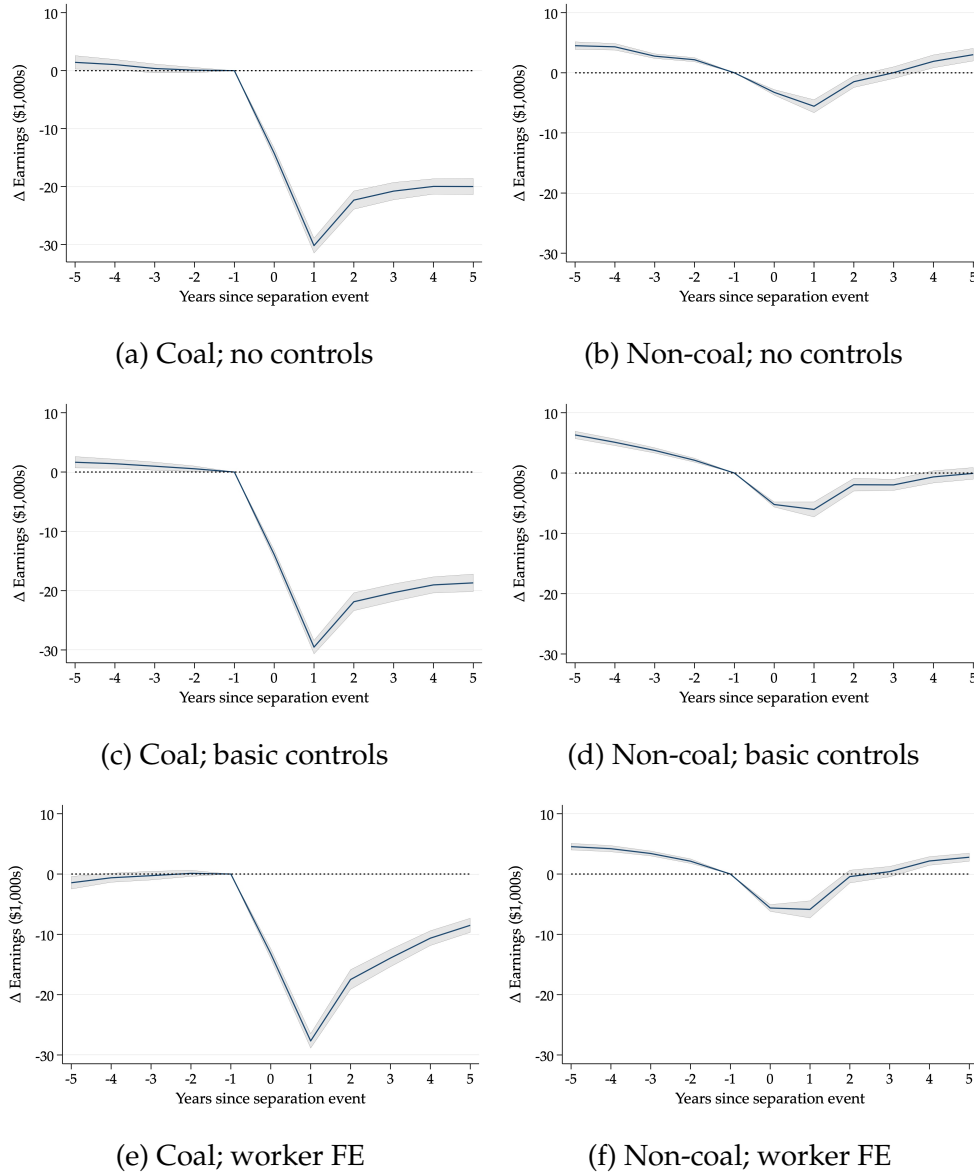 10
0
-10
-20
-30
Δ Earnings ($1,000s)
-5 -4 -3 -2 -1 0 1 2 3 4 5
Years since separation event
(a) Coal; no controls
10
0
-10
-20
-30
Δ Earnings ($1,000s)
-5 -4 -3 -2 -1 0 1 2 3 4 5
Years since separation event
(b) Non-coal; no controls
10
0
-10
-20
-30
Δ Earnings ($1,000s)
-5 -4 -3 -2 -1 0 1 2 3 4 5
Years since separation event
(c) Coal; basic controls
10
0
-10
-20
-30
Δ Earnings ($1,000s)
-5 -4 -3 -2 -1 0 1 2 3 4 5
Years since separation event
(d) Non-coal; basic controls
10
0
-10
-20
-30
Δ Earnings ($1,000s)
-5 -4 -3 -2 -1 0 1 2 3 4 5
Years since separation event
(e) Coal; worker FE
10
0
-10
-20
-30
Δ Earnings ($1,000s)
-5 -4 -3 -2 -1 0 1 2 3 4 5
Years since separation event
(f) Non-coal; worker FE